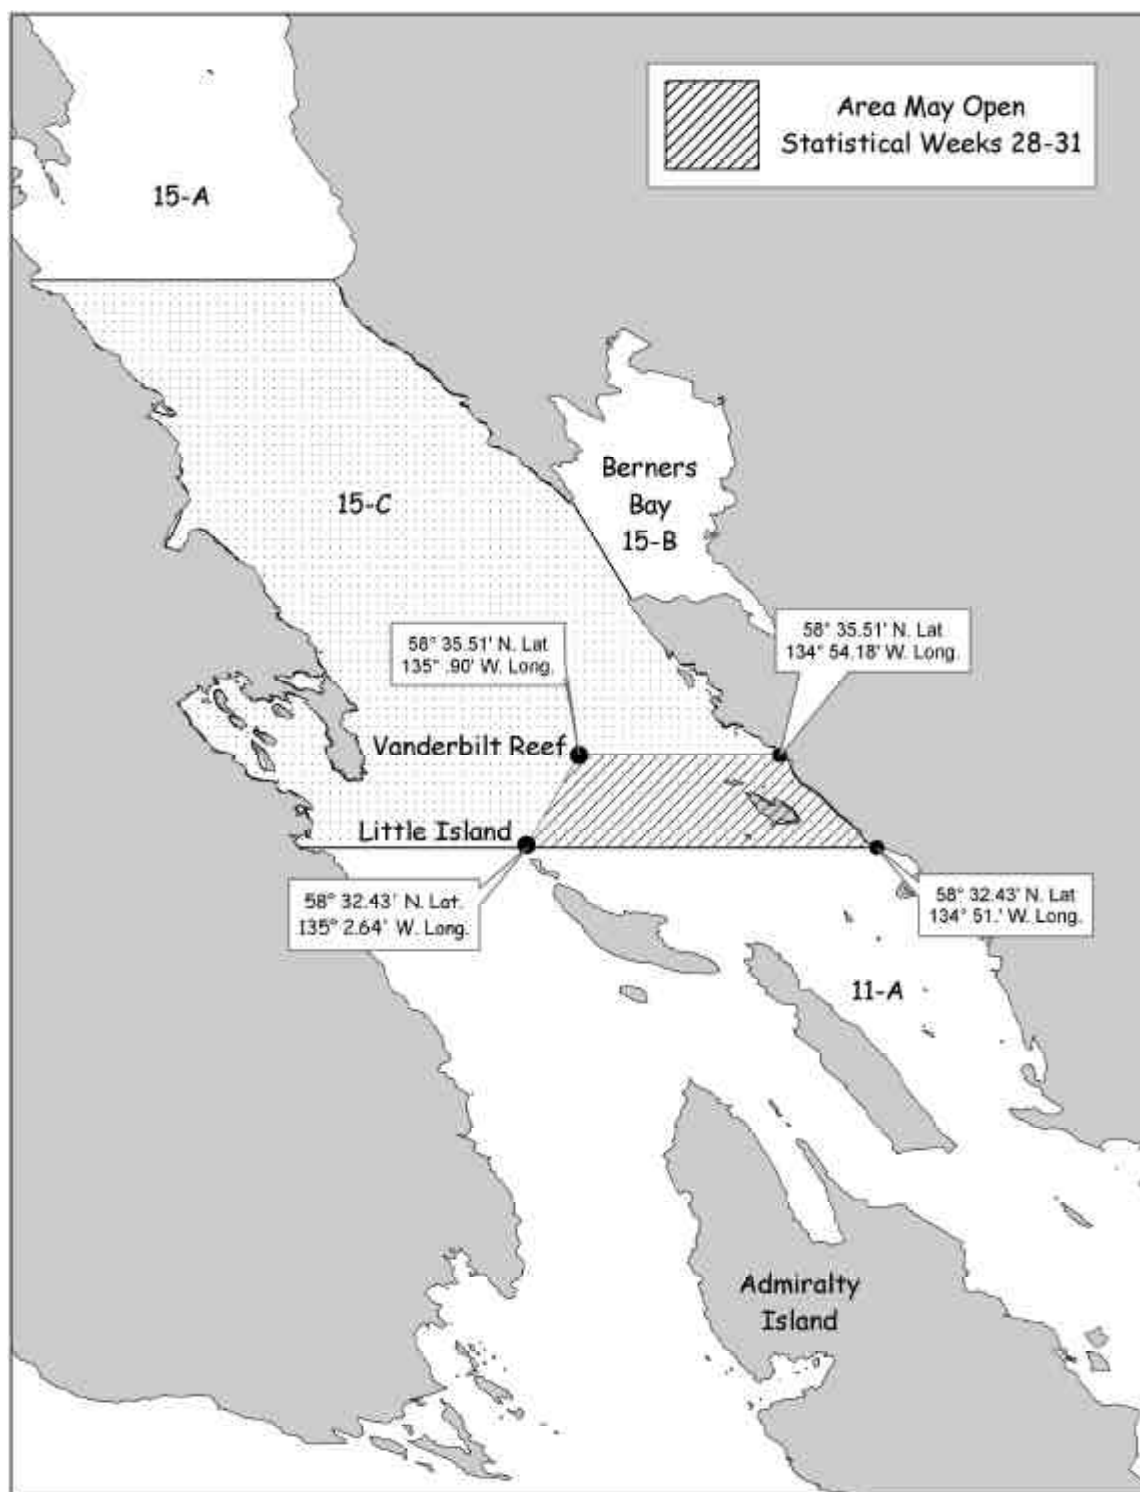 Area May Open
Statistical Weeks 28-31
15-A
15-C
Berners
Bay
15-B
58° 35.51' N. Lat
135° .90' W. Long.
58° 35.51' N. Lat
134° 54.18' W. Long.
Vanderbilt Reef
Little Island
58° 32.43' N. Lat.
135° 2.64' W. Long.
58° 32.43' N. Lat
134° 51.' W. Long.
11-A
Admiralty
Island